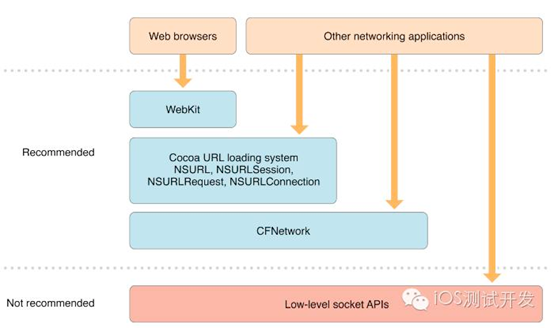 Web browsers
Other networking applications
WebKit
Recommended
Cocoa URL loading system
NSURL, NSURLSession,
NSURLRequest, NSURLConnection
CFNetwork
Not recommended
Low-level socket APIs
iOS测试开发